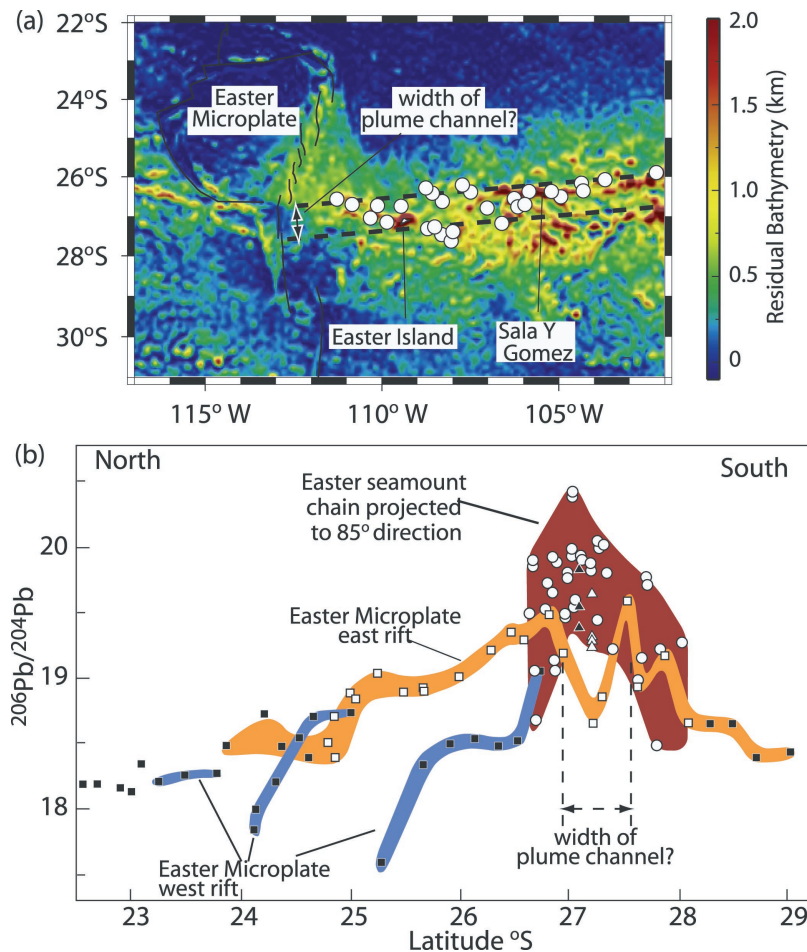 (a)
22°S
24°S
26°S
28°S
30°S
Easter
Microplate
width of
plume channel?
Easter Island
Sala Y
Gomez
115° W
110° W
105° W
2.0
1.5
1.0
0.5
0
Residual Bathymetry (km)
(b)
North
South
Easter seamount
chain projected
to 85° direction
Easter Microplate
east rift
Easter Microplate
west rift
width of
plume channel?
20
19
18
206Pb/204Pb
23
24
25
26
27
28
29
Latitude °S